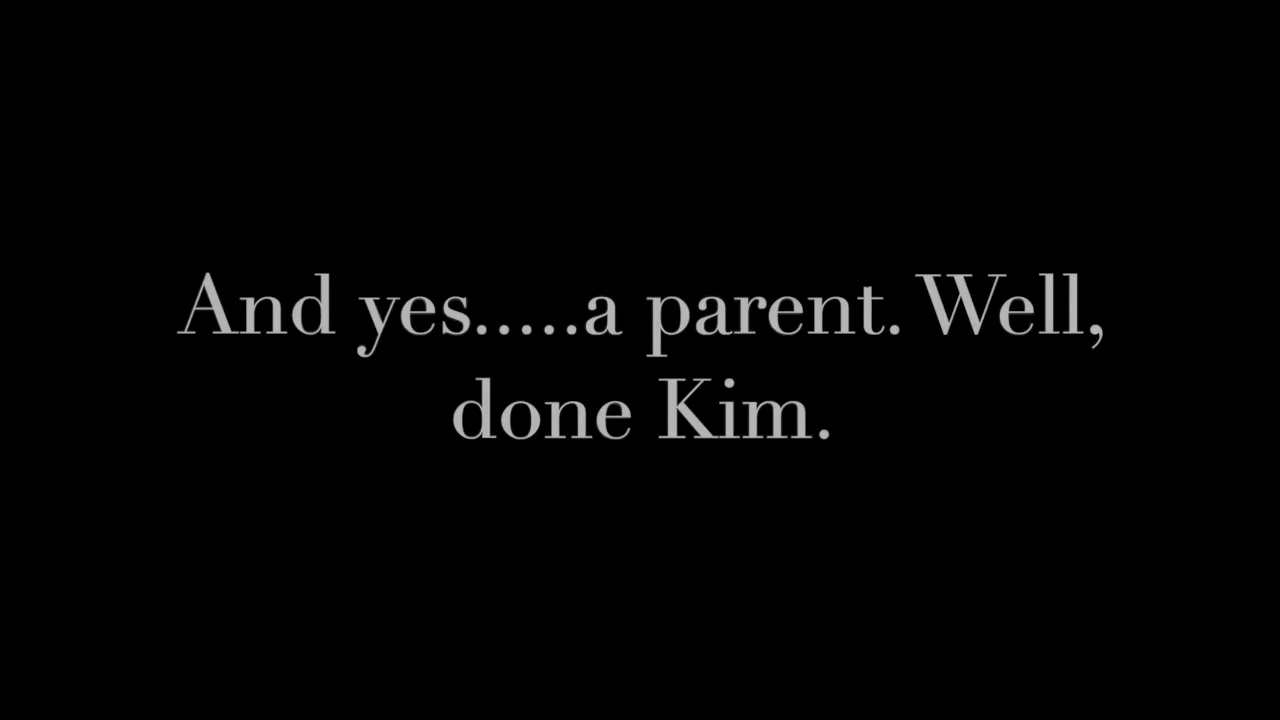 And yes.....a parent. Well,
done Kim.